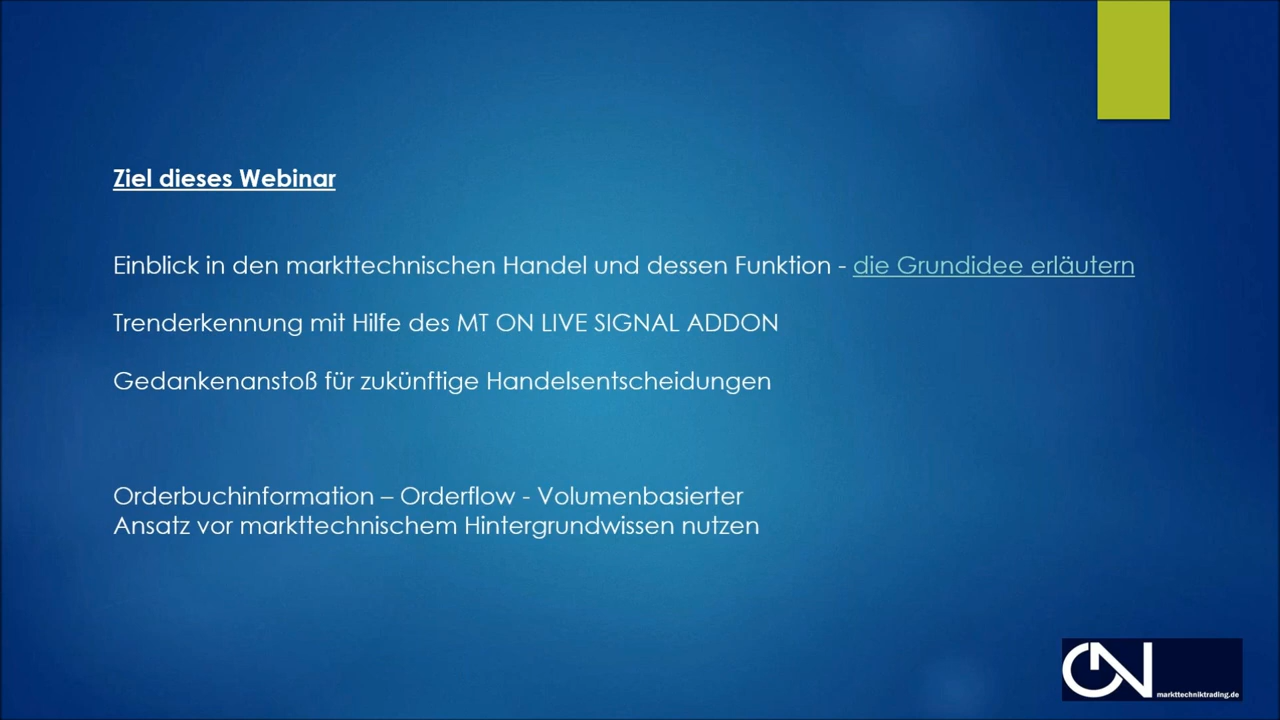 Ziel dieses Webinar
Einblick in den markttechnischen Handel und dessen Funktion - die Grundidee erläutern
Trenderkennung mit Hilfe des MT ON LIVE SIGNAL ADDON
Gedankenanstoß für zukünftige Handelsentscheidungen
Orderbuchinformation – Orderflow - Volumenbasierter
Ansatz vor markttechnischem Hintergrundwissen nutzen
ON
markttechniktrading.de